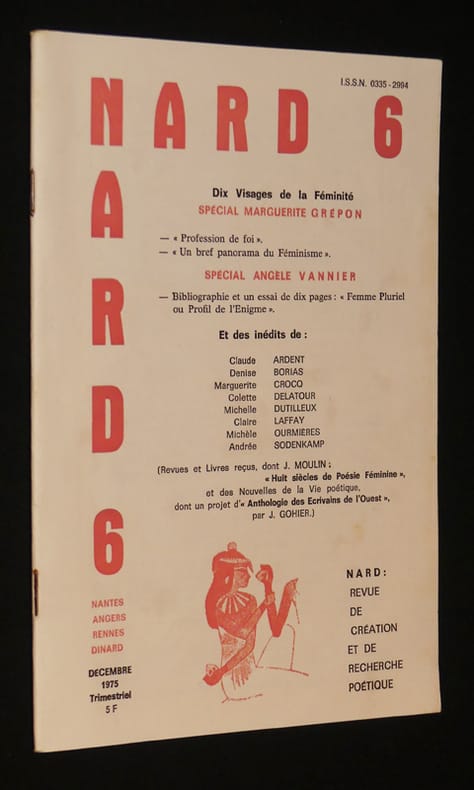 I.S.S.N. 0335-2994
NARD 6
N
A
R
D
6
Dix Visages de la Féminité
SPÉCIAL MARGUERITE GRÉPON
— « Profession de foi ».
— « Un bref panorama du Féminisme ».
SPÉCIAL ANGÈLE VANNIER
— Bibliographie et un essai de dix pages : « Femme Pluriel
ou Profil de l'Enigme ».
Et des inédits de :
Claude ARDENT
Denise BORIAS
Marguerite CROCQ
Colette DELATOUR
Michelle DUTILLEUX
Claire LAFFAY
Michèle OURMIÈRES
Andrée SODENKAMP
(Revues et Livres reçus, dont J. MOULIN :
« Huit siècles de Poésie Féminine »,
et des Nouvelles de la Vie poétique,
dont un projet d'« Anthologie des Ecrivains de l'Ouest »,
par J. GOHIER.)
NANTES
ANGERS
RENNES
DINARD
DECEMBRE
1975
Trimestriel
5 F
NARD :
REVUE
DE
CRÉATION
ET DE
RECHERCHE
POÉTIQUE